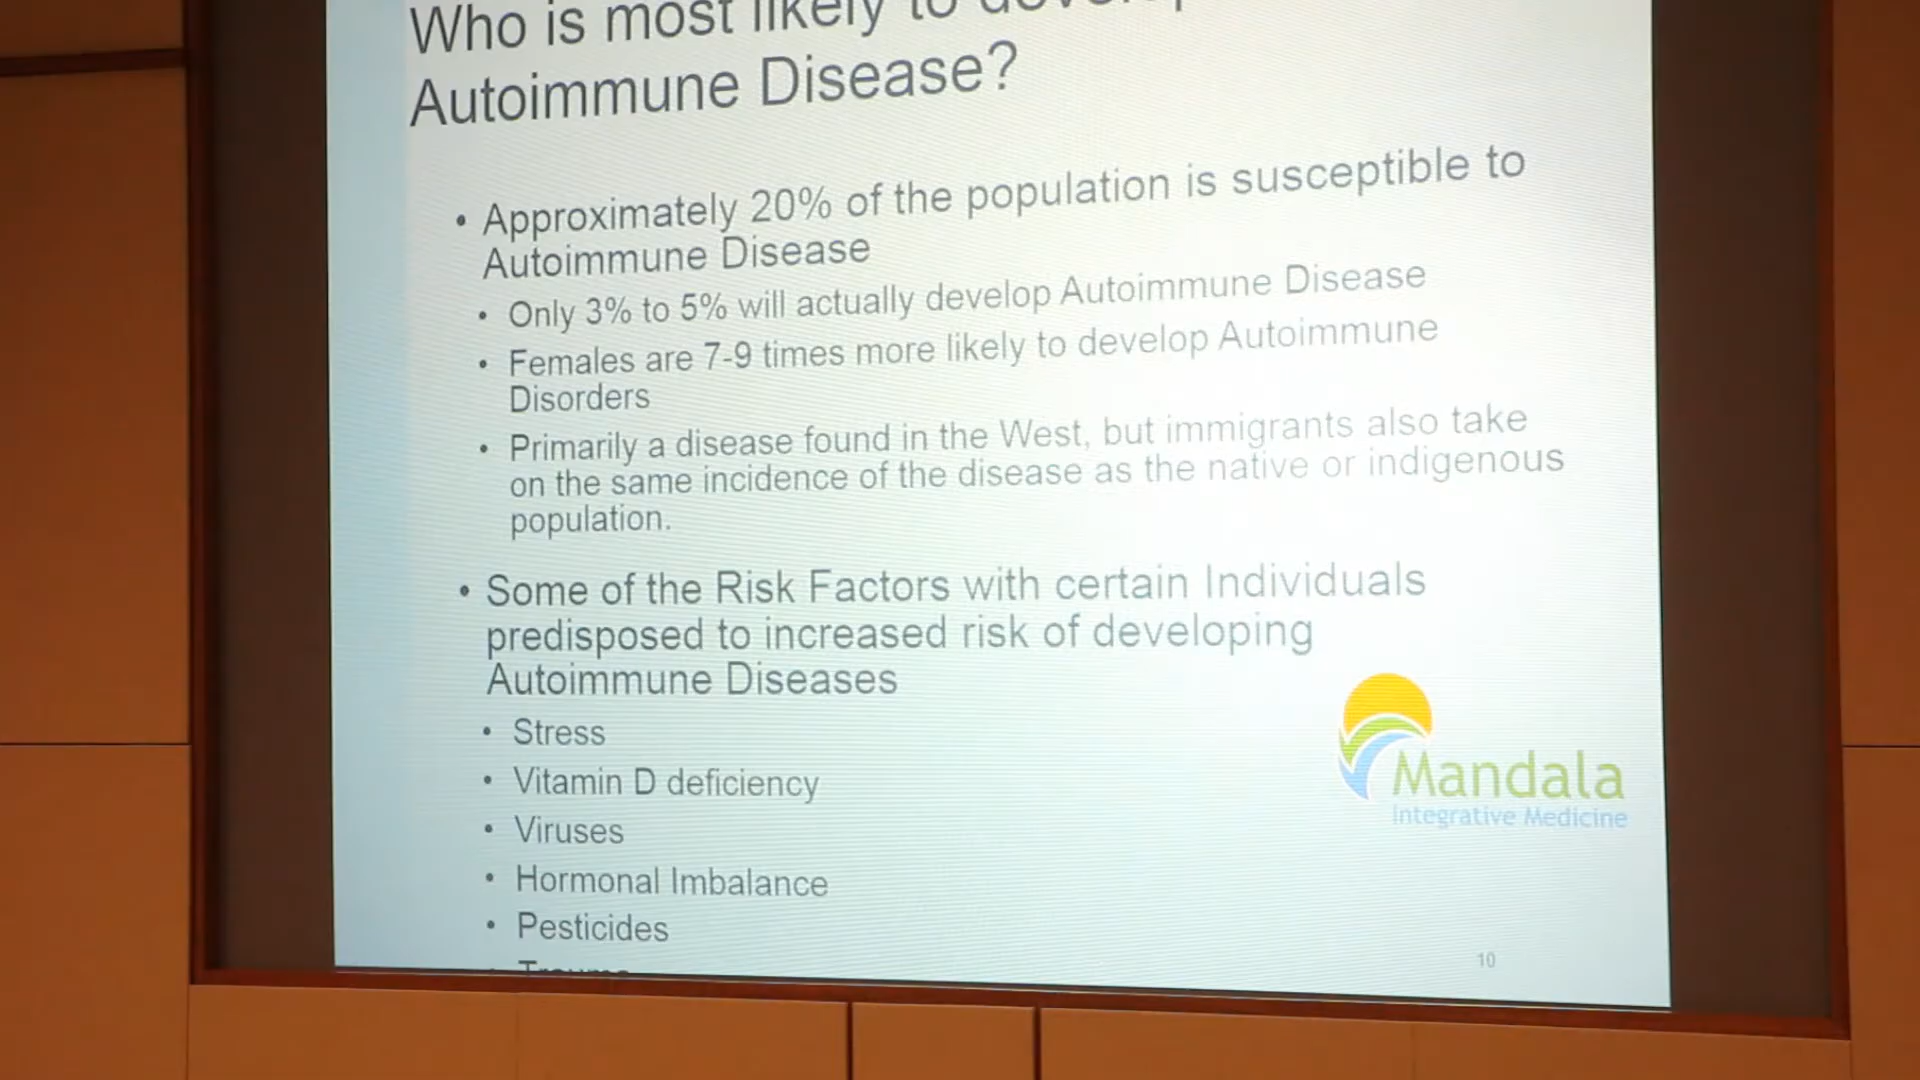 Who is most likely to develop
Autoimmune Disease?
• Approximately 20% of the population is susceptible to
Autoimmune Disease
• Only 3% to 5% will actually develop Autoimmune Disease
• Females are 7-9 times more likely to develop Autoimmune
Disorders
• Primarily a disease found in the West, but immigrants also take
on the same incidence of the disease as the native or indigenous
population.
• Some of the Risk Factors with certain Individuals
predisposed to increased risk of developing
Autoimmune Diseases
• Stress
• Vitamin D deficiency
• Viruses
• Hormonal Imbalance
• Pesticides
Mandala
Integrative Medicine
10